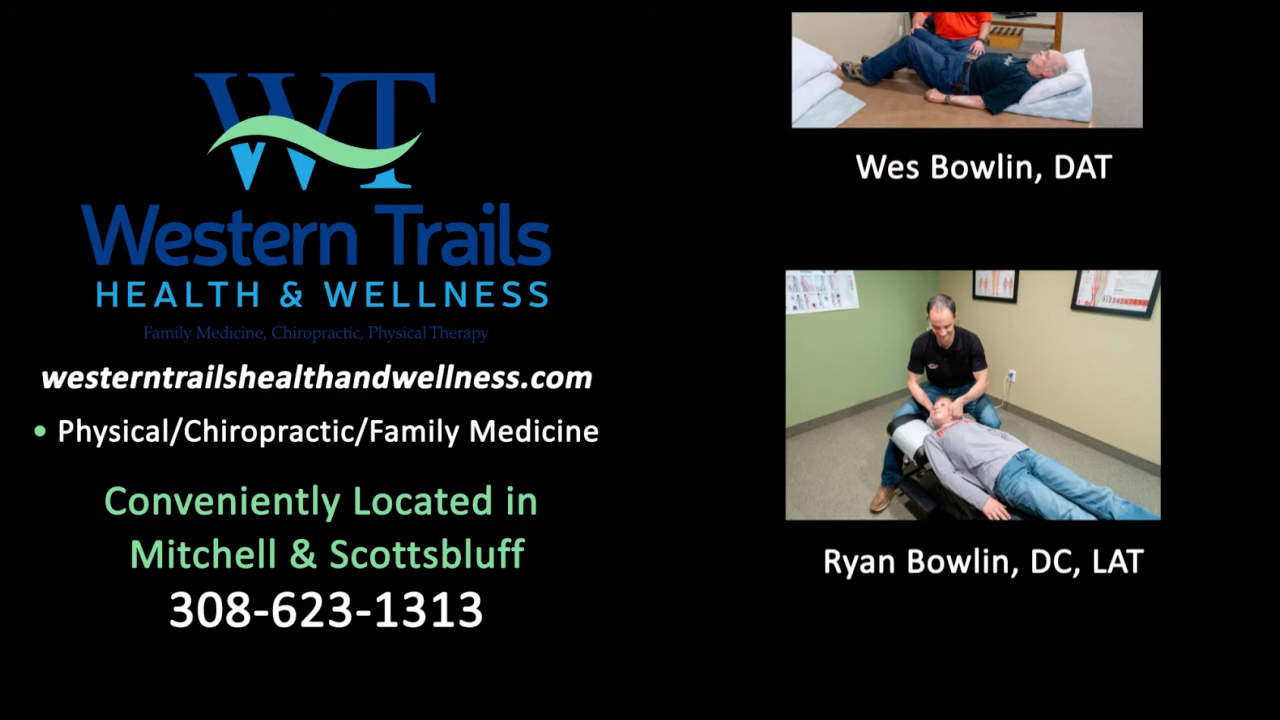 WT
Western Trails
HEALTH & WELLNESS
Family Medicine, Chiropractic, Physical Therapy
westerntrailshealthandwellness.com
• Physical/Chiropractic/Family Medicine
Conveniently Located in
Mitchell & Scottsbluff
308-623-1313
Wes Bowlin, DAT
Ryan Bowlin, DC, LAT